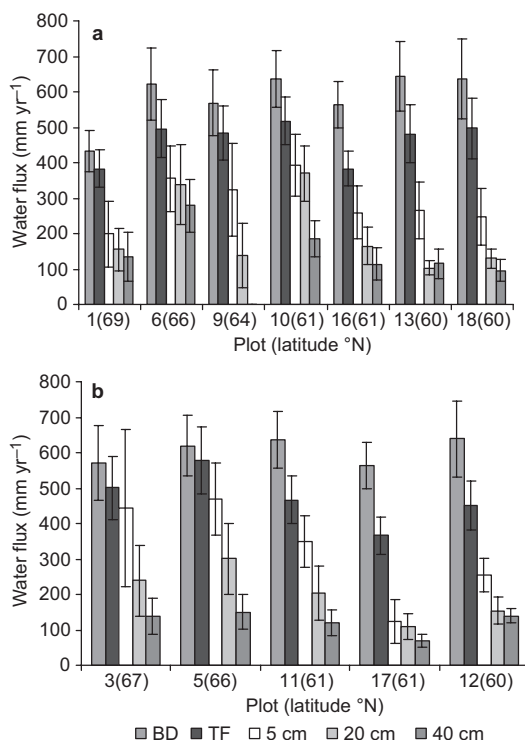 a
Water flux (mm yr⁻¹)
800
700
600
500
400
300
200
100
0
1(69) 6(66) 9(64) 10(61) 16(61) 13(60) 18(60)
Plot (latitude °N)
b
Water flux (mm yr⁻¹)
800
700
600
500
400
300
200
100
0
3(67) 5(66) 11(61) 17(61) 12(60)
Plot (latitude °N)
BD TF 5 cm 20 cm 40 cm